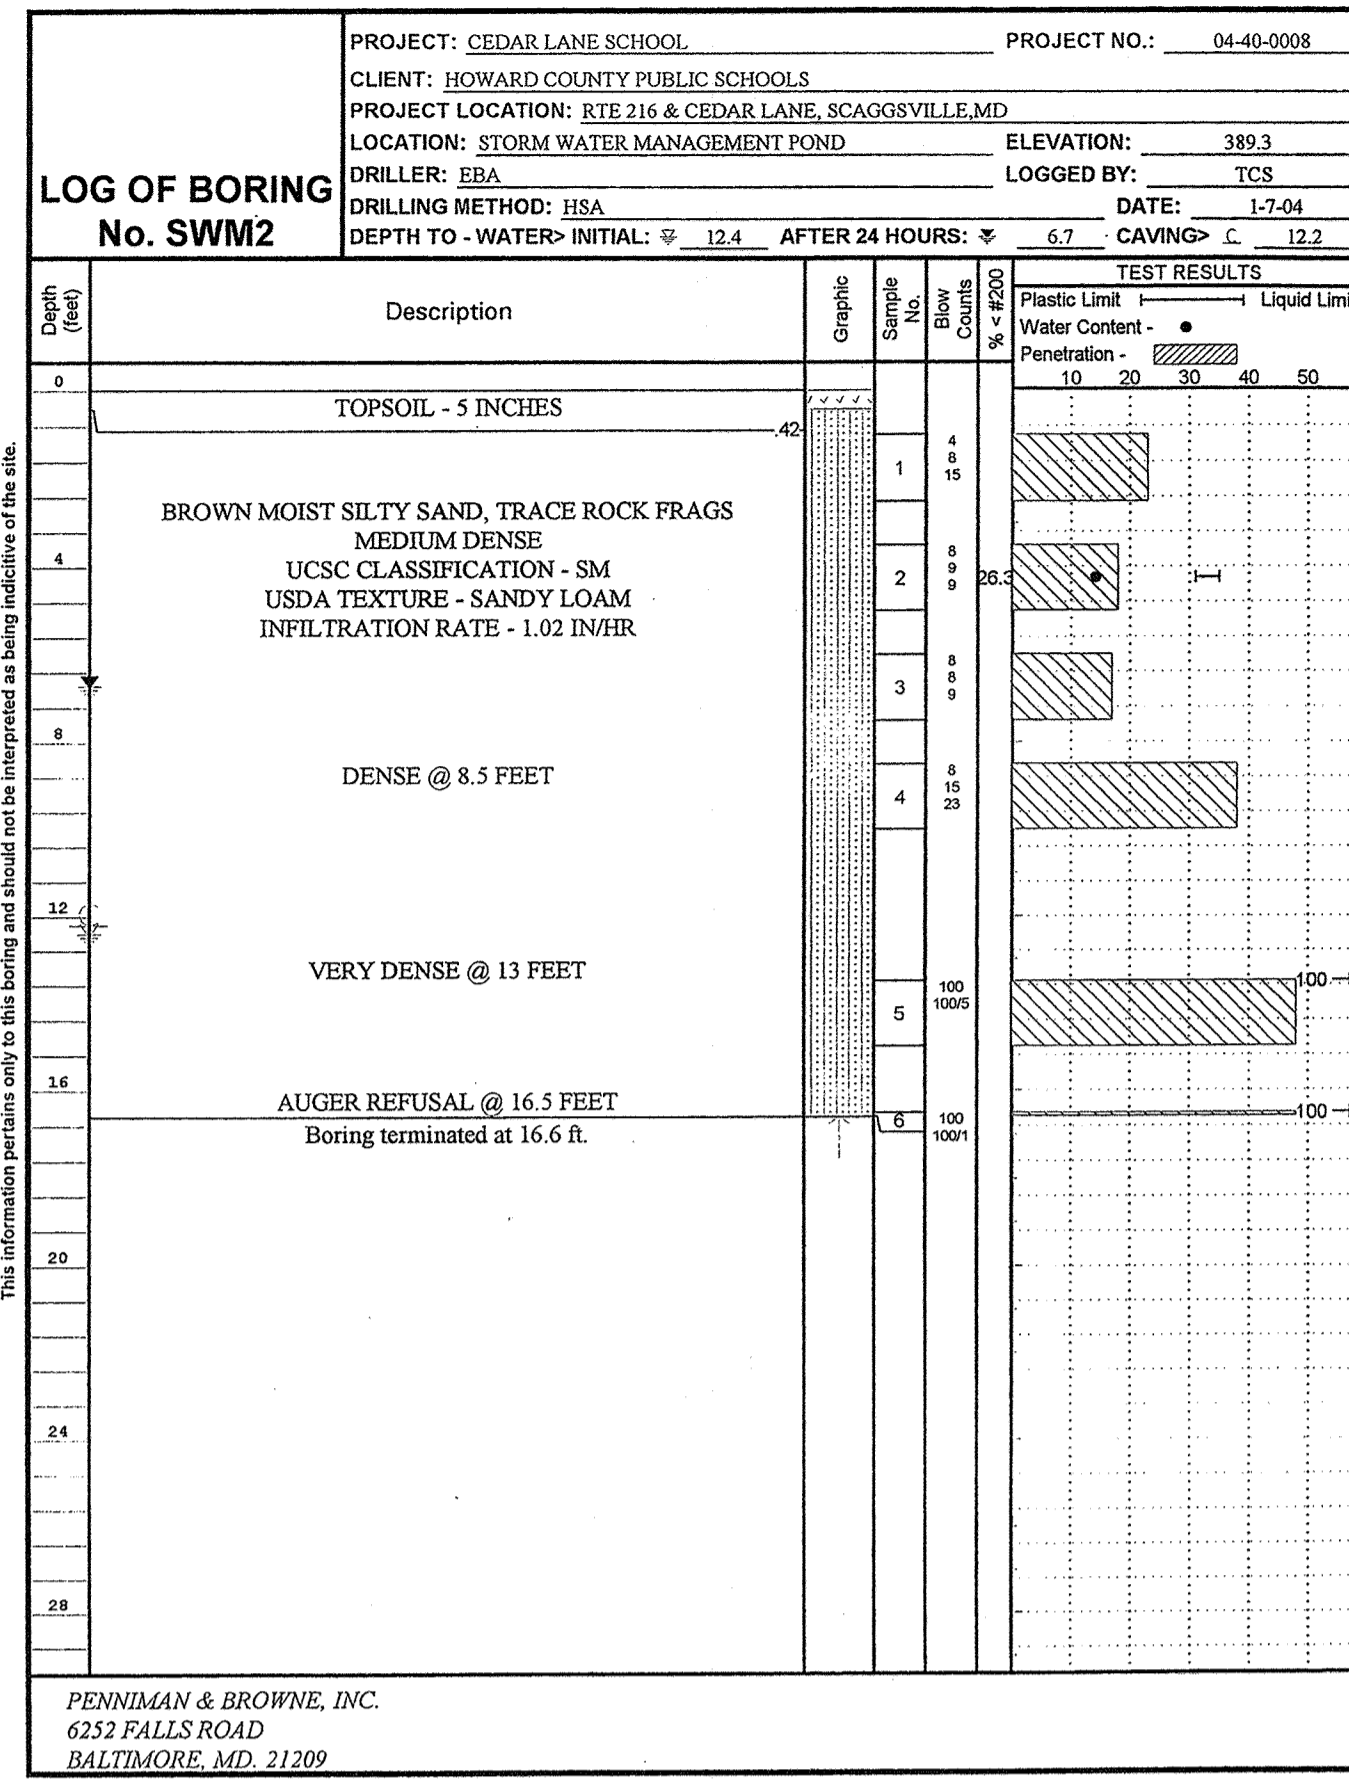 LOG OF BORING
No. SWM2
PROJECT: CEDAR LANE SCHOOL PROJECT NO.: 04-40-0008
CLIENT: HOWARD COUNTY PUBLIC SCHOOLS
PROJECT LOCATION: RTE 216 & CEDAR LANE, SCAGGSVILLE,MD
LOCATION: STORM WATER MANAGEMENT POND ELEVATION: 389.3
DRILLER: EBA LOGGED BY: TCS
DRILLING METHOD: HSA DATE: 1-7-04
DEPTH TO - WATER> INITIAL: 12.4 AFTER 24 HOURS: 6.7 CAVING> C 12.2
Depth (feet)
Description
Graphic
Sample No.
Blow Counts
% < #200
TEST RESULTS
Plastic Limit Liquid Limi
Water Content -
Penetration -
10 20 30 40 50
0
TOPSOIL - 5 INCHES
.42
1
4
8
15
BROWN MOIST SILTY SAND, TRACE ROCK FRAGS
MEDIUM DENSE
UCSC CLASSIFICATION - SM
USDA TEXTURE - SANDY LOAM
INFILTRATION RATE - 1.02 IN/HR
4
2
8
9
9
26.3
3
8
8
9
8
DENSE @ 8.5 FEET
4
8
15
23
12
VERY DENSE @ 13 FEET
5
100
100/5
100
16
AUGER REFUSAL @ 16.5 FEET
Boring terminated at 16.6 ft.
6
100
100/1
100
20
24
28
This information pertains only to this boring and should not be interpreted as being indicitive of the site.
PENNIMAN & BROWNE, INC.
6252 FALLS ROAD
BALTIMORE, MD. 21209